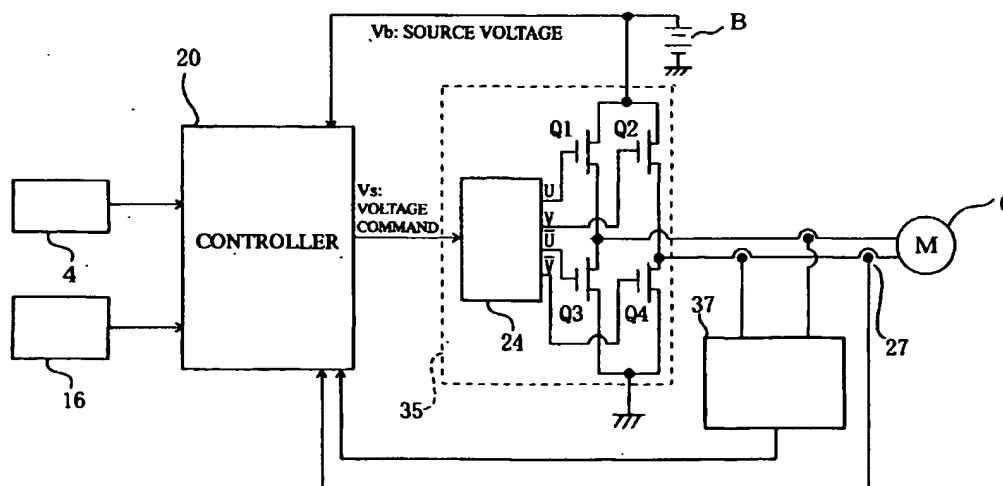 Vb: SOURCE VOLTAGE
B
20
Q1
Q2
Vs:
VOLTAGE
COMMAND
U
V
U̅
V̅
CONTROLLER
4
16
24
Q3
Q4
35
37
27
M